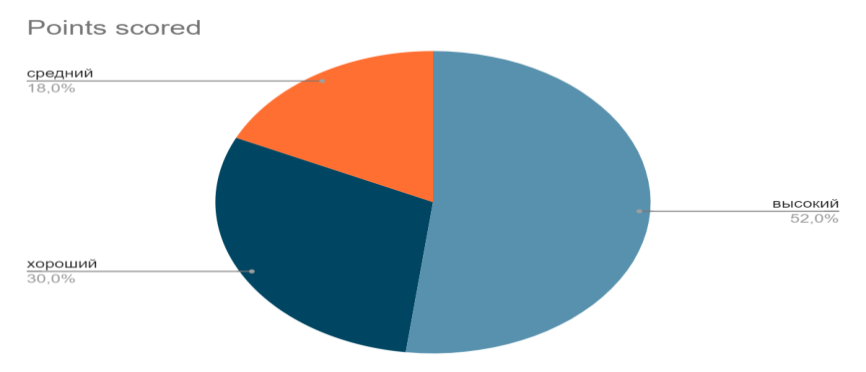 Points scored
средний
18,0%
высокий
52,0%
хороший
30,0%